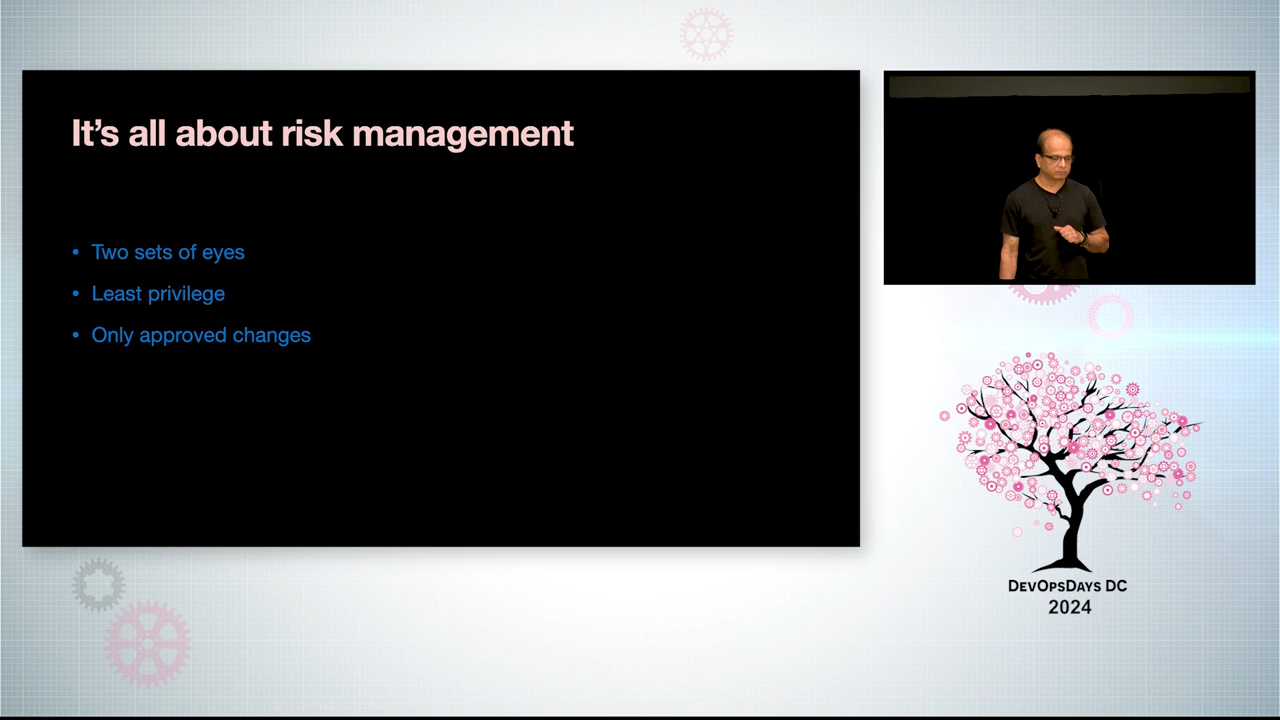 It's all about risk management
• Two sets of eyes
• Least privilege
• Only approved changes
DevOpsDays DC
2024